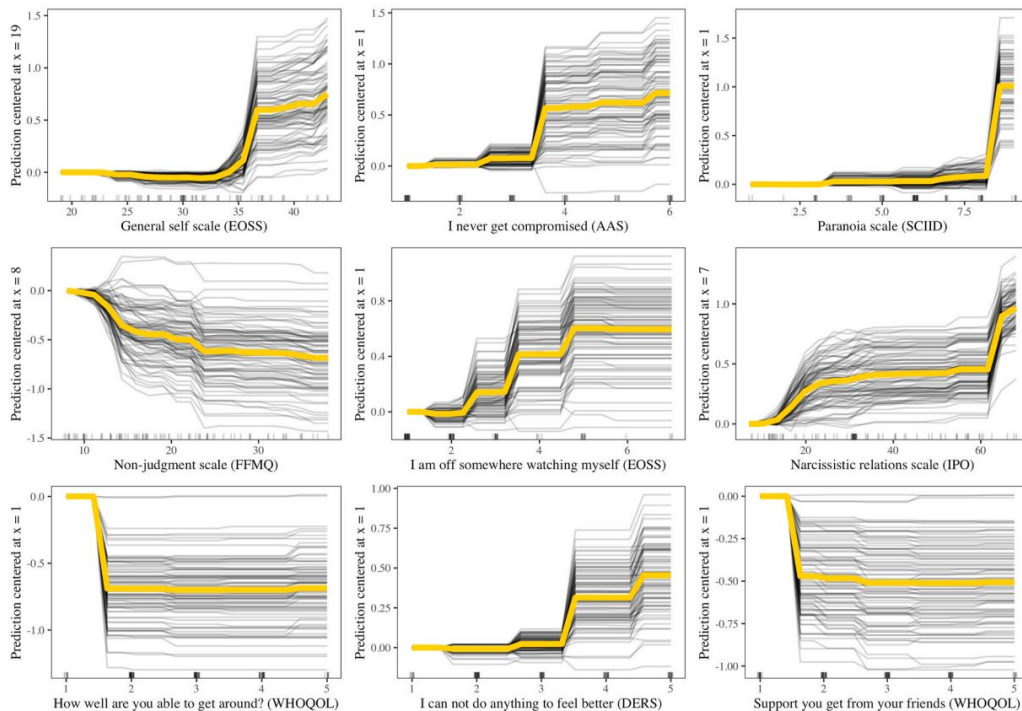 Prediction centered at x = 19
1.5
1.0
0.5
0.0
20 25 30 35 40
General self scale (EOSS)
Prediction centered at x = 1
1.5
1.0
0.5
0.0
2 4 6
I never get compromised (AAS)
Prediction centered at x = 1
1.5
1.0
0.5
0.0
2.5 5.0 7.5
Paranoia scale (SCIID)
Prediction centered at x = 8
0.0
-0.5
-1.0
-1.5
10 20 30
Non-judgment scale (FFMQ)
Prediction centered at x = 1
0.8
0.4
0.0
2 4 6
I am off somewhere watching myself (EOSS)
Prediction centered at x = 7
1.0
0.5
0.0
20 40 60
Narcissistic relations scale (IPO)
Prediction centered at x = 1
0.0
-0.5
-1.0
1 2 3 4 5
How well are you able to get around? (WHOQOL)
Prediction centered at x = 1
1.00
0.75
0.50
0.25
0.00
1 2 3 4 5
I can not do anything to feel better (DERS)
Prediction centered at x = 1
0.00
-0.25
-0.50
-0.75
-1.00
1 2 3 4 5
Support you get from your friends (WHOQOL)